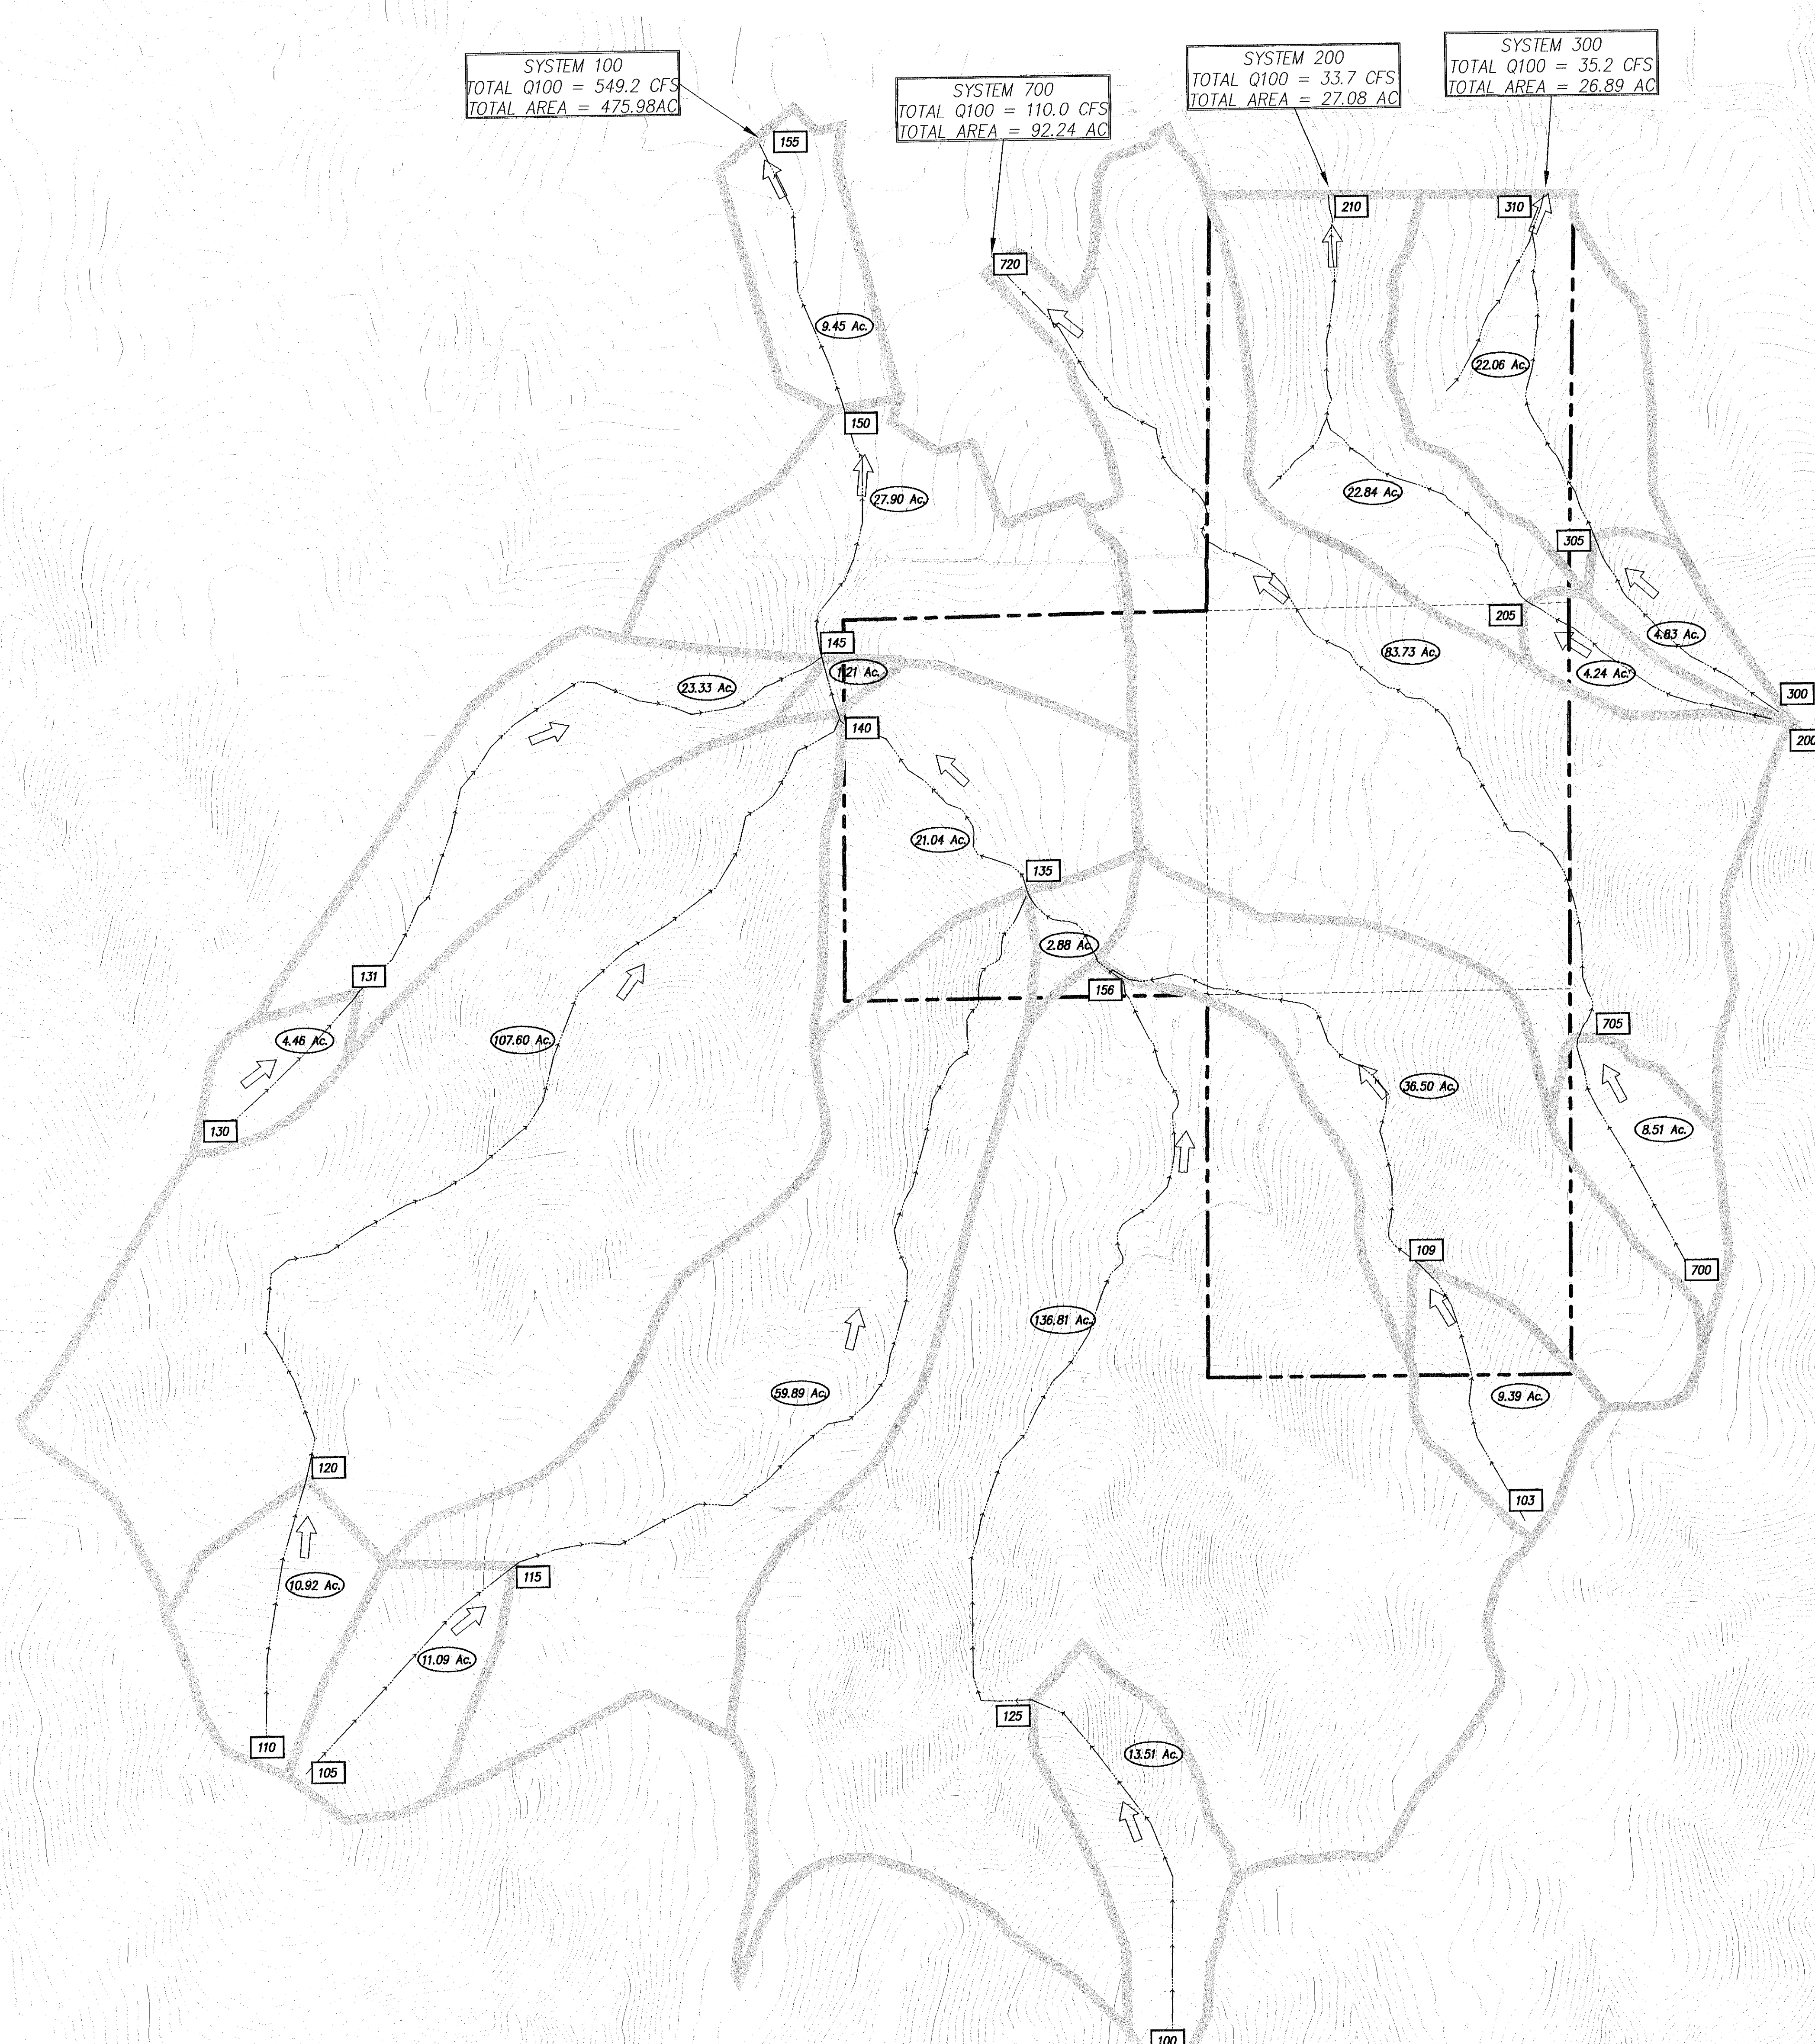 SYSTEM 100
TOTAL Q100 = 549.2 CFS
TOTAL AREA = 475.98AC
SYSTEM 700
TOTAL Q100 = 110.0 CFS
TOTAL AREA = 92.24 AC
SYSTEM 200
TOTAL Q100 = 33.7 CFS
TOTAL AREA = 27.08 AC
SYSTEM 300
TOTAL Q100 = 35.2 CFS
TOTAL AREA = 26.89 AC
155
210
310
720
9.45 Ac.
22.06 Ac.
150
27.90 Ac.
22.84 Ac.
305
205
145
4.83 Ac.
83.73 Ac.
1.21 Ac.
4.24 Ac.
23.33 Ac.
300
140
200
21.04 Ac.
135
2.88 Ac.
131
156
705
4.46 Ac.
107.60 Ac.
36.50 Ac.
130
8.51 Ac.
109
700
136.81 Ac.
59.89 Ac.
9.39 Ac.
120
103
115
10.92 Ac.
11.09 Ac.
125
110
13.51 Ac.
105
100